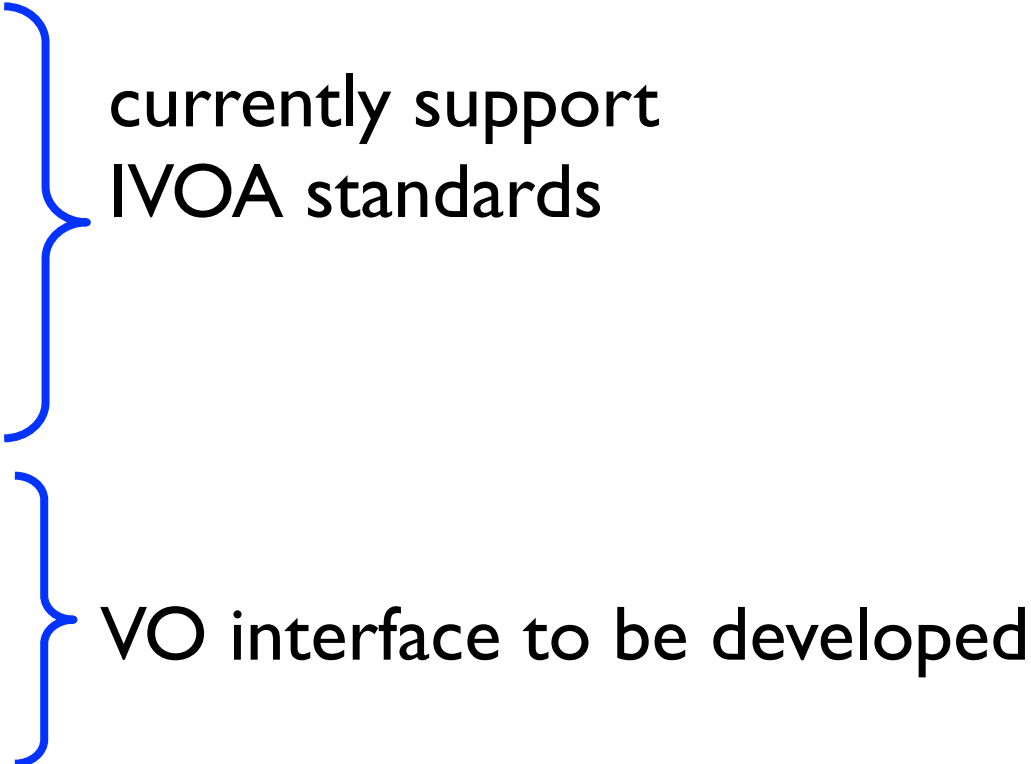 currently support
IVOA standards
VO interface to be developed